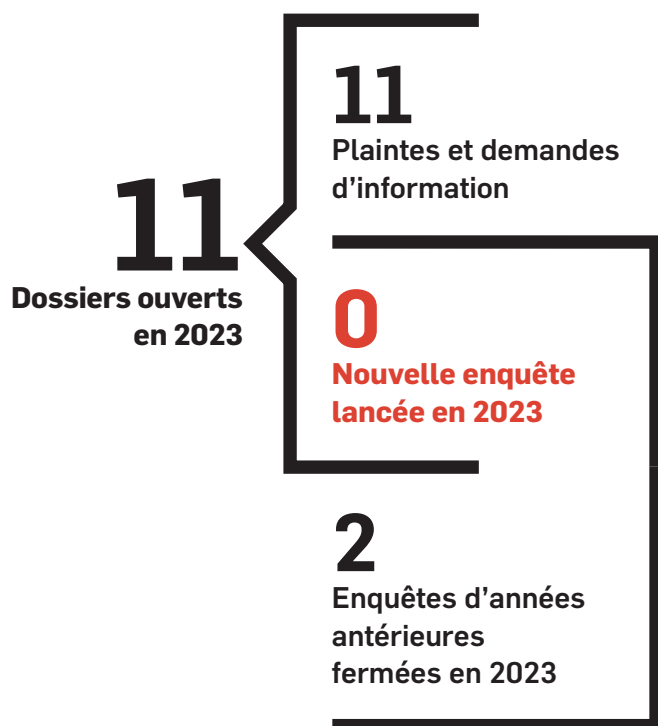 11
Dossiers ouverts
en 2023
11
Plaintes et demandes
d’information
0
Nouvelle enquête
lancée en 2023
2
Enquêtes d’années
antérieures
fermées en 2023